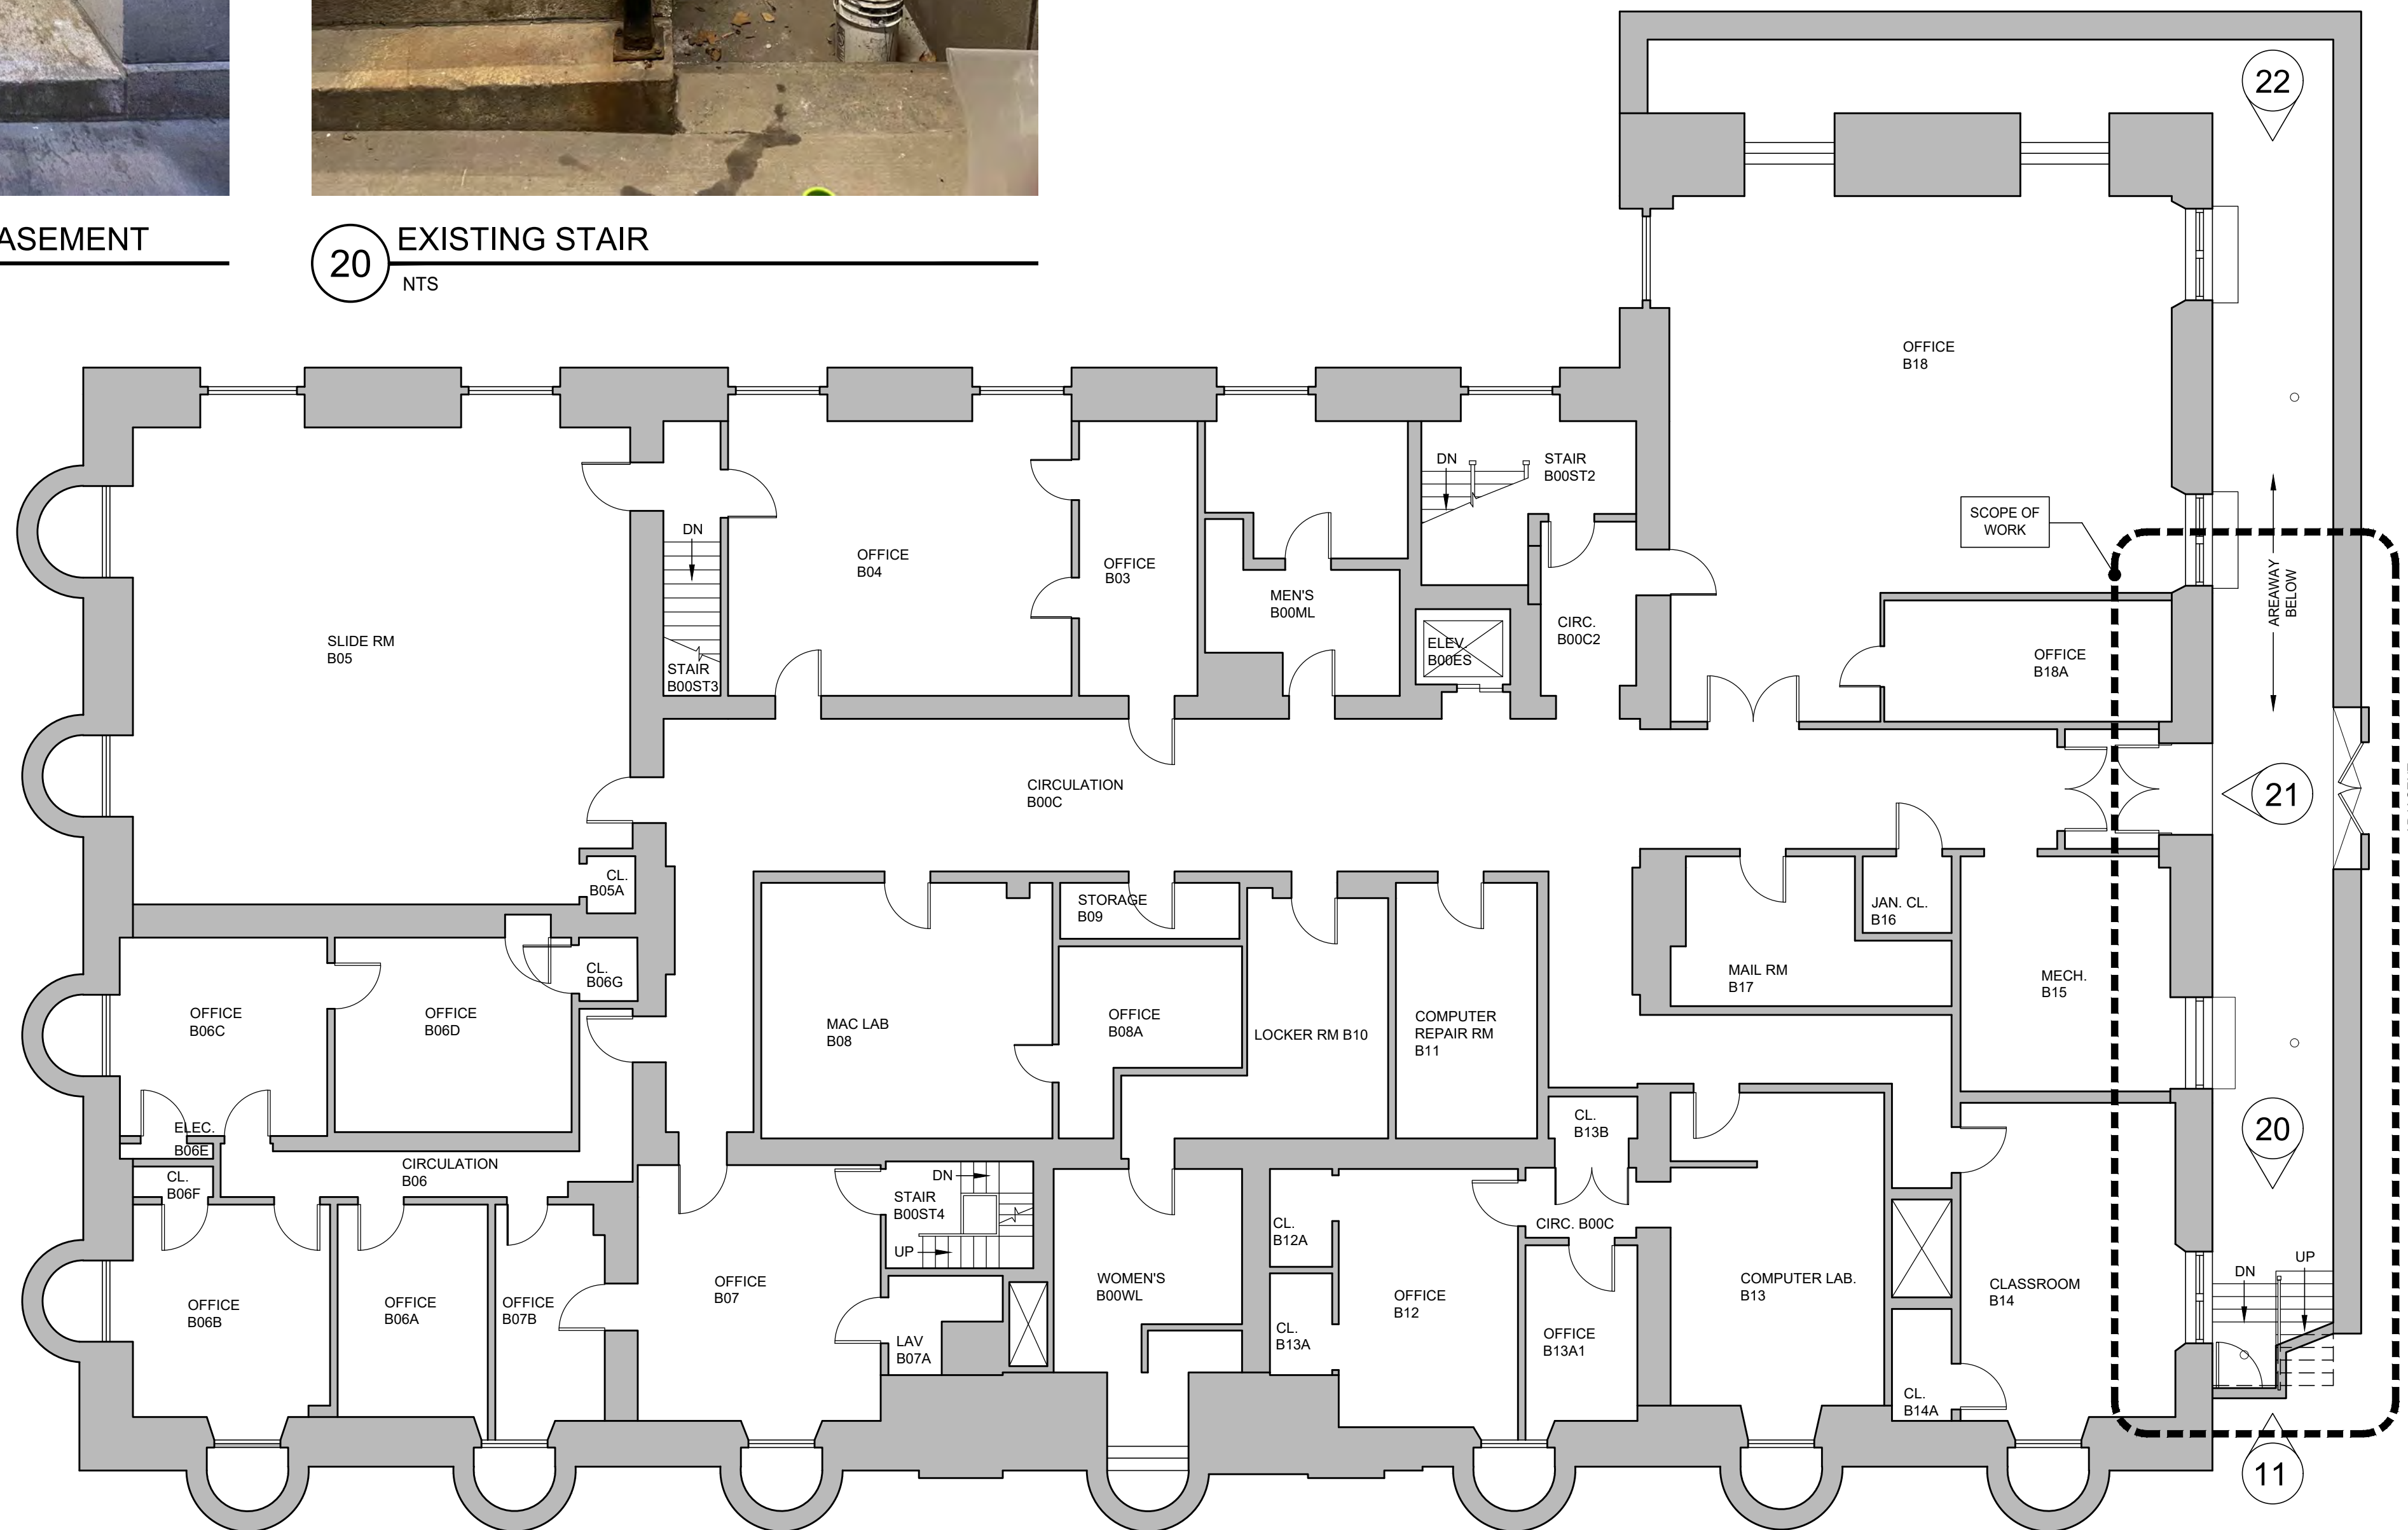 ASEMENT
20
EXISTING STAIR
NTS
22
OFFICE
B18
SCOPE OF
WORK
AREAWAY
BELOW
STAIR
B00ST2
DN
DN
OFFICE
B04
OFFICE
B03
MEN'S
B00ML
ELEV
B00ES
CIRC.
B00C2
SLIDE RM
B05
STAIR
B00ST3
OFFICE
B18A
CIRCULATION
B00C
21
CL.
B05A
STORAGE
B09
JAN. CL.
B16
CL.
B06G
MAIL RM
B17
MECH.
B15
OFFICE
B06C
OFFICE
B06D
MAC LAB
B08
OFFICE
B08A
LOCKER RM B10
COMPUTER
REPAIR RM
B11
ELEC.
B06E
CL.
B13B
20
CIRCULATION
B06
CL.
B06F
DN
STAIR
B00ST4
UP
CL.
B12A
CIRC. B00C
DN
UP
OFFICE
B06B
OFFICE
B06A
OFFICE
B07B
OFFICE
B07
WOMEN'S
B00WL
OFFICE
B12
COMPUTER LAB.
B13
CLASSROOM
B14
LAV
B07A
CL.
B13A
OFFICE
B13A1
CL.
B14A
11